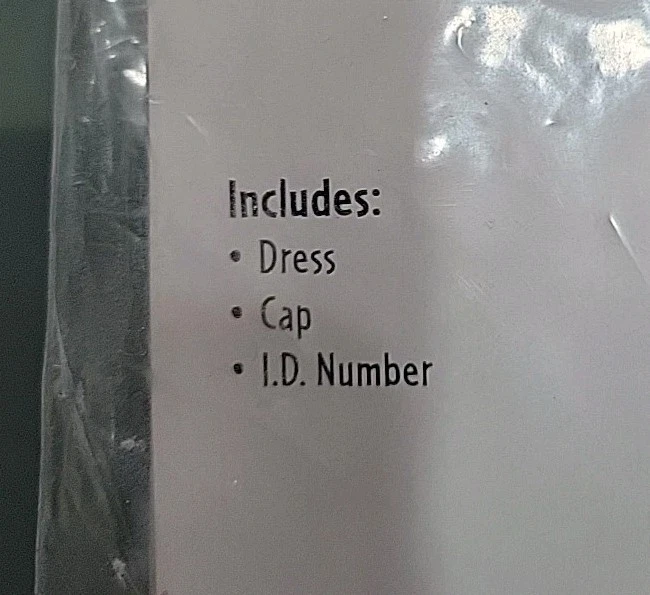 Includes:
• Dress
• Cap
• I.D. Number